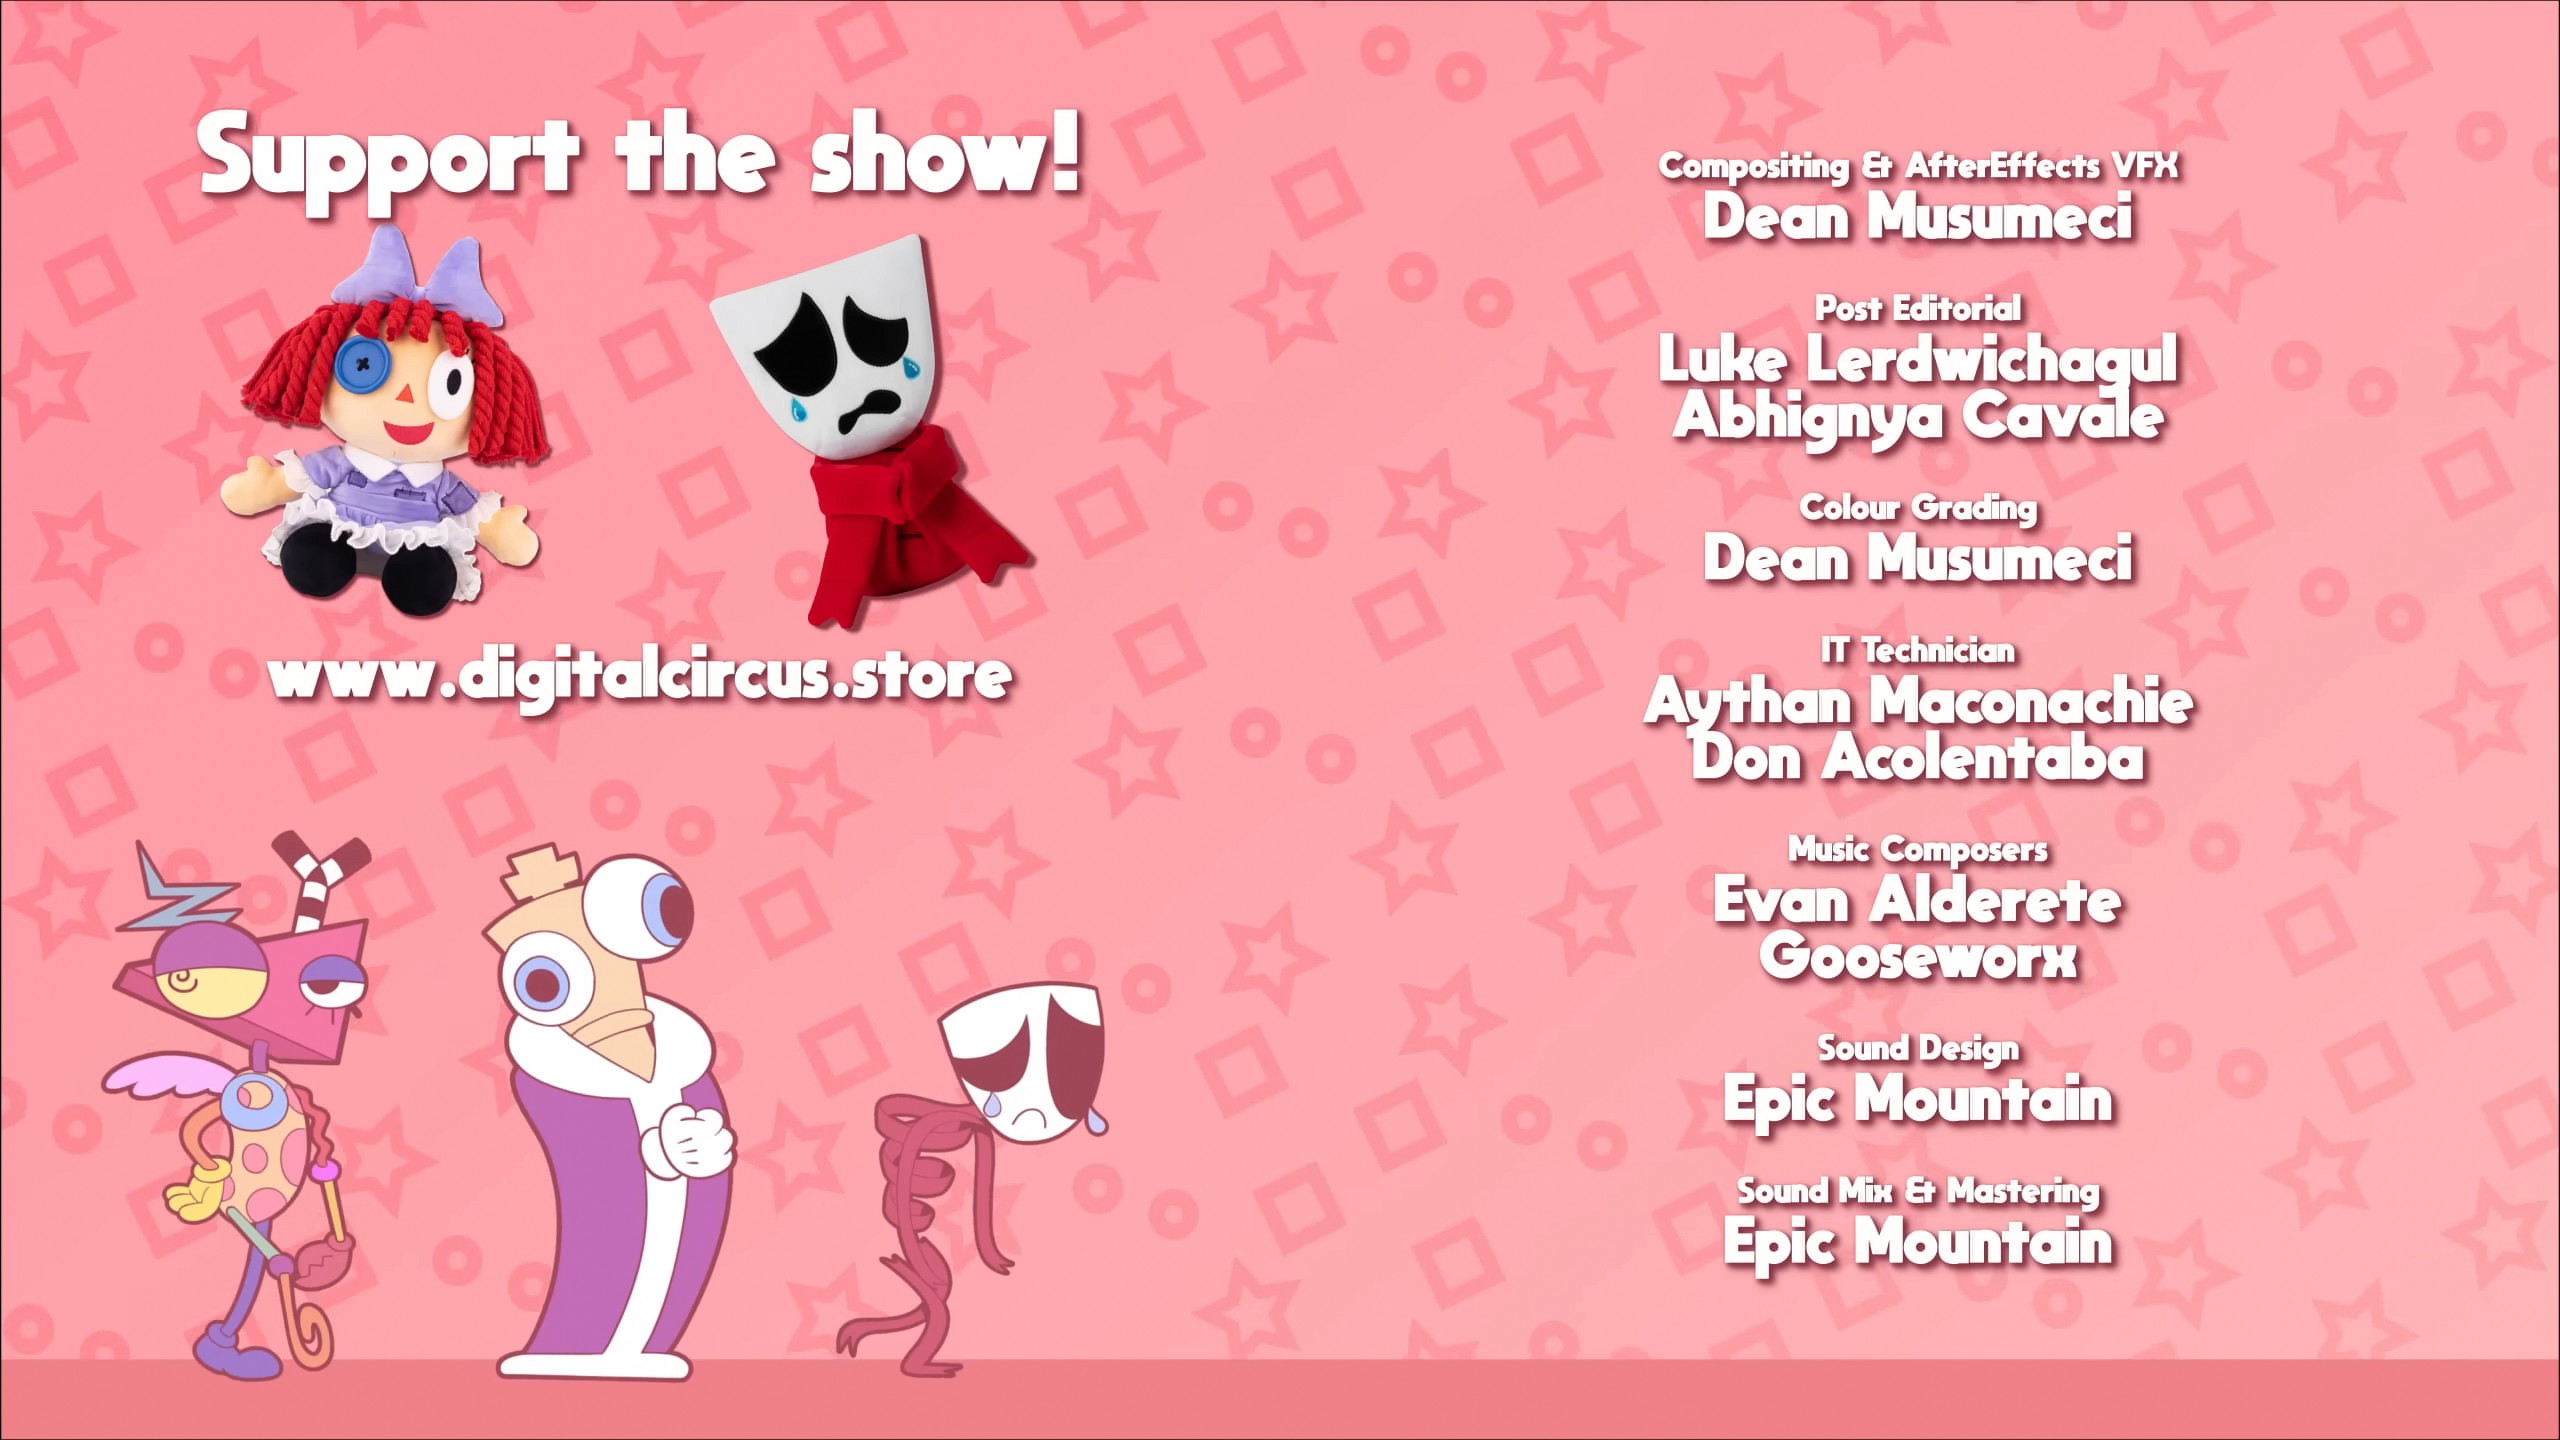 Support the show!
www.digitalcircus.store
Compositing & AfterEffects VFX
Dean Musumeci
Post Editorial
Luke Lerdwichagul
Abhignya Cavale
Colour Grading
Dean Musumeci
IT Technician
Aythan Maconachie
Don Acolentaba
Music Composers
Evan Alderete
Gooseworx
Sound Design
Epic Mountain
Sound Mix & Mastering
Epic Mountain